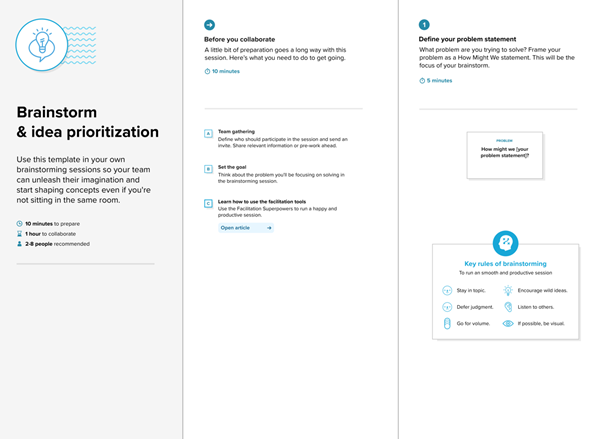 Brainstorm
& idea prioritization
Use this template in your own
brainstorming sessions so your team
can unleash their imagination and
start shaping concepts even if you're
not sitting in the same room.
10 minutes to prepare
1 hour to collaborate
2-8 people recommended
Before you collaborate
A little bit of preparation goes a long way with this
session. Here's what you need to do to get going.
10 minutes
A
Team gathering
Define who should participate in the session and send an
invite. Share relevant information or pre-work ahead.
B
Set the goal
Think about the problem you'll be focusing on solving in
the brainstorming session.
C
Learn how to use the facilitation tools
Use the Facilitation Superpowers to run a happy and
productive session.
Open article
1
Define your problem statement
What problem are you trying to solve? Frame your
problem as a How Might We statement. This will be the
focus of your brainstorm.
5 minutes
PROBLEM
How might we [your
problem statement]?
Key rules of brainstorming
To run an smooth and productive session
Stay in topic.
Encourage wild ideas.
Defer judgment.
Listen to others.
Go for volume.
If possible, be visual.